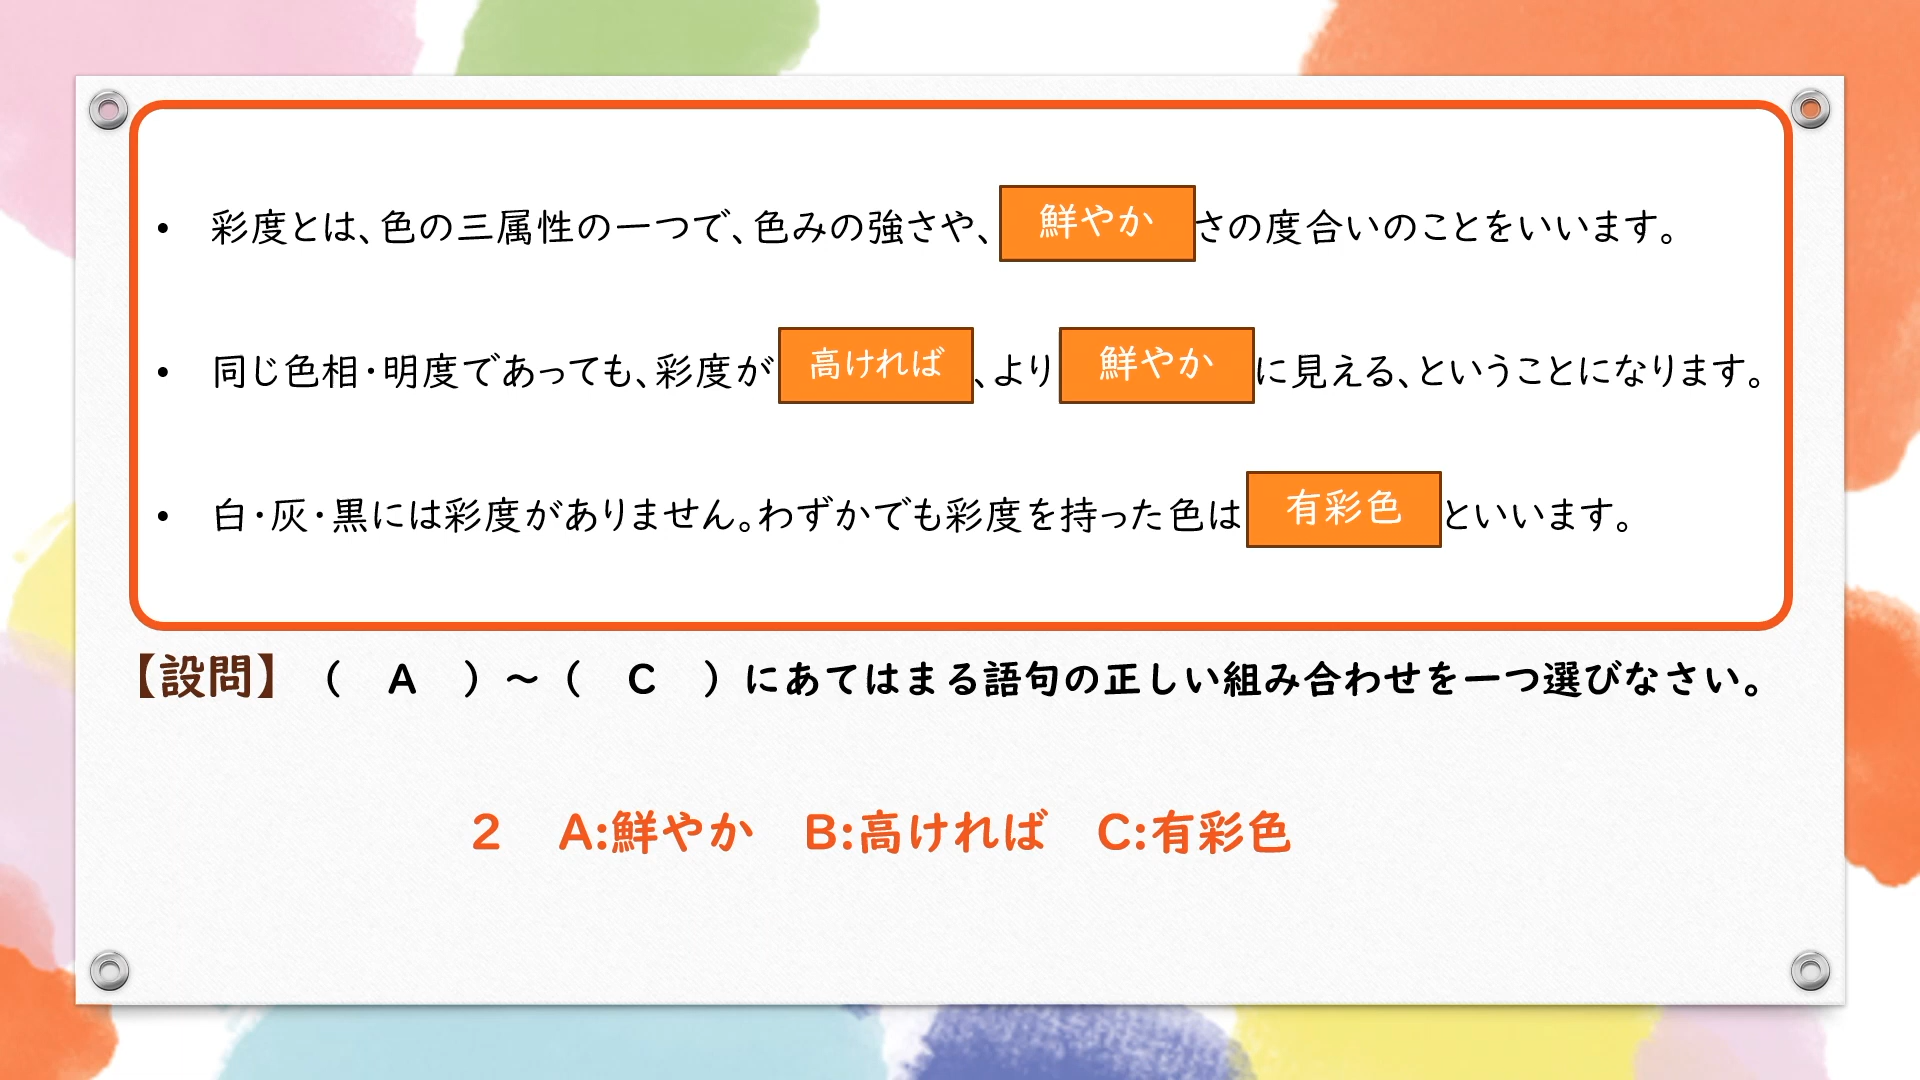 • 彩度とは、色の三属性の一つで、色みの強さや、鮮やかさの度合いのことをいいます。
• 同じ色相・明度であっても、彩度が高ければ、より鮮やかに見える、ということになります。
• 白・灰・黒には彩度がありません。わずかでも彩度を持った色は有彩色といいます。
【設問】（　A　）～（　C　）にあてはまる語句の正しい組み合わせを一つ選びなさい。
2　A:鮮やか　B:高ければ　C:有彩色